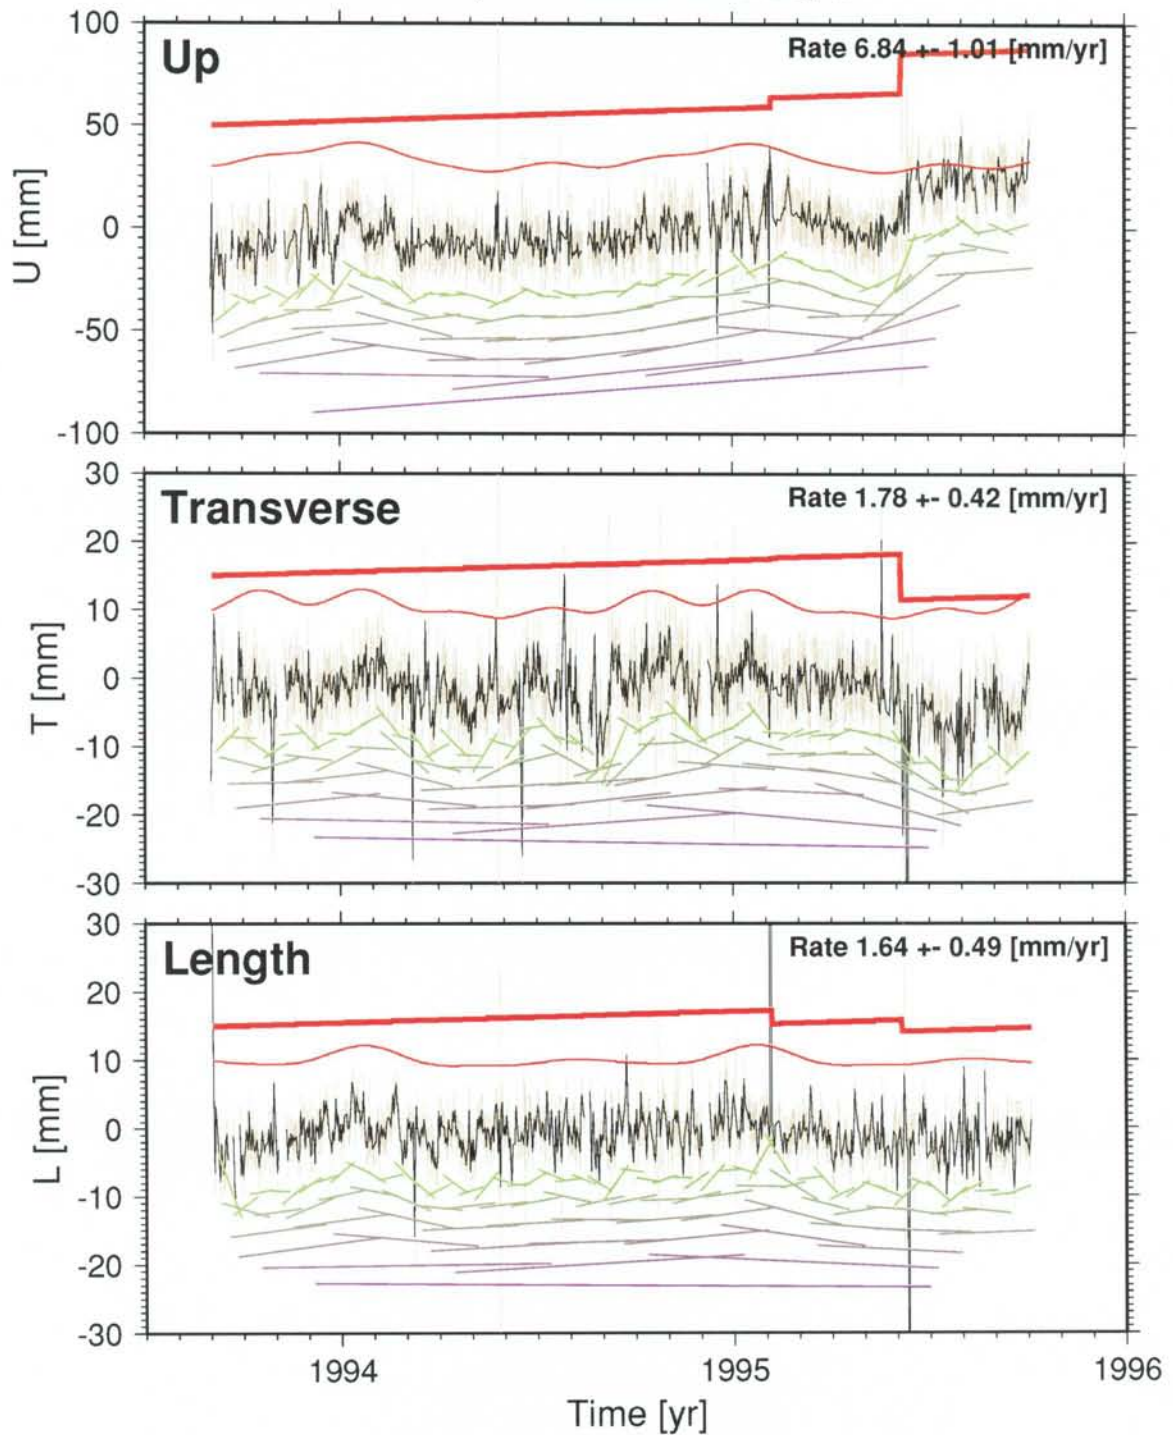 100
Up
Rate 6.84 +- 1.01 [mm/yr]
50
U [mm]
0
-50
-100
30
Transverse
Rate 1.78 +- 0.42 [mm/yr]
20
10
T [mm]
0
-10
-20
-30
30
Length
Rate 1.64 +- 0.49 [mm/yr]
20
10
L [mm]
0
-10
-20
-30
1994
1995
1996
Time [yr]